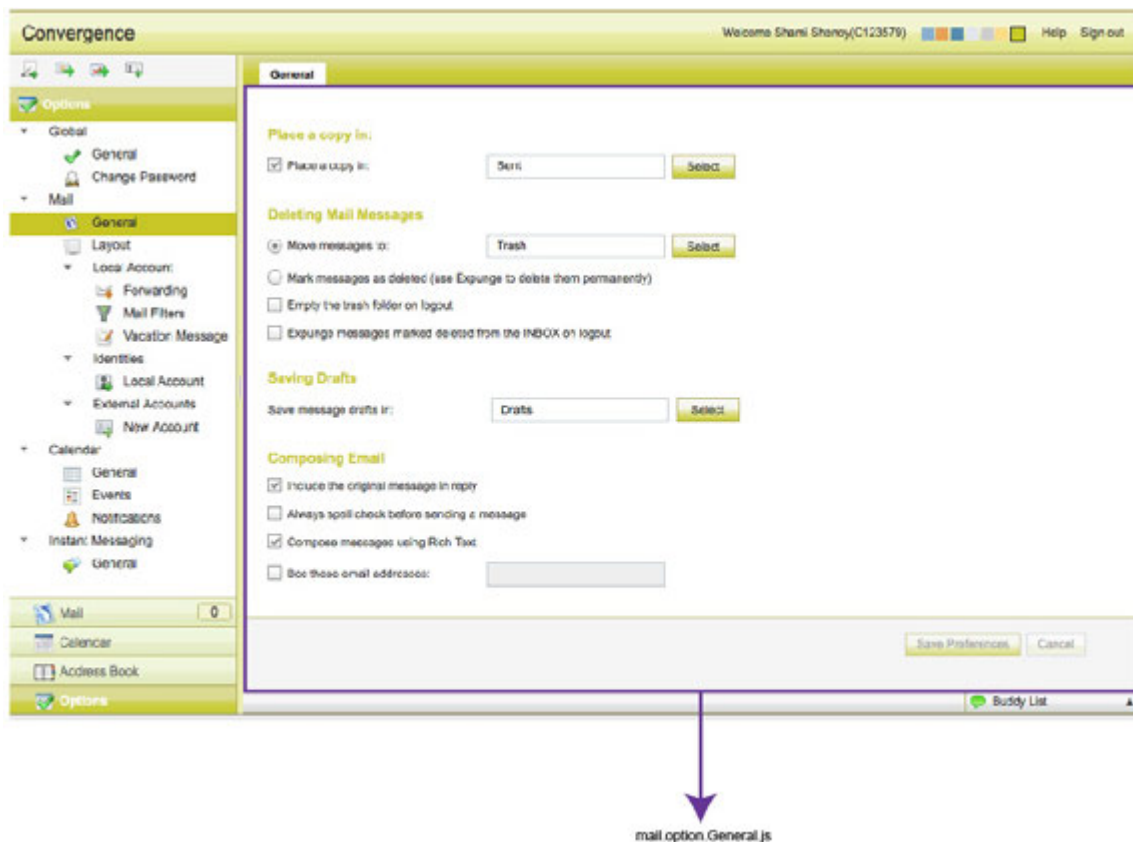 Convergence
Welcome Shami Shenoy(C123579) Help Sign out
General
Options
Global
General
Change Password
Mail
General
Layout
Local Account
Forwarding
Mail Filters
Vacation Message
Identities
Local Account
External Accounts
New Account
Calendar
General
Events
Notifications
Instant Messaging
General
Mail 0
Calendar
Address Book
Options
Place a copy in:
Place a copy in: Sent Select
Deleting Mail Messages
Move messages to: Trash Select
Mark messages as deleted (use Expunge to delete them permanently)
Empty the trash folder on logout
Expunge messages marked deleted from the INBOX on logout
Saving Drafts
Save message drafts in: Drafts Select
Composing Email
Include the original message in reply
Always spell check before sending a message
Compose messages using Rich Text
Bcc these email addresses:
Save Preferences Cancel
Buddy List
mail.option.General.js